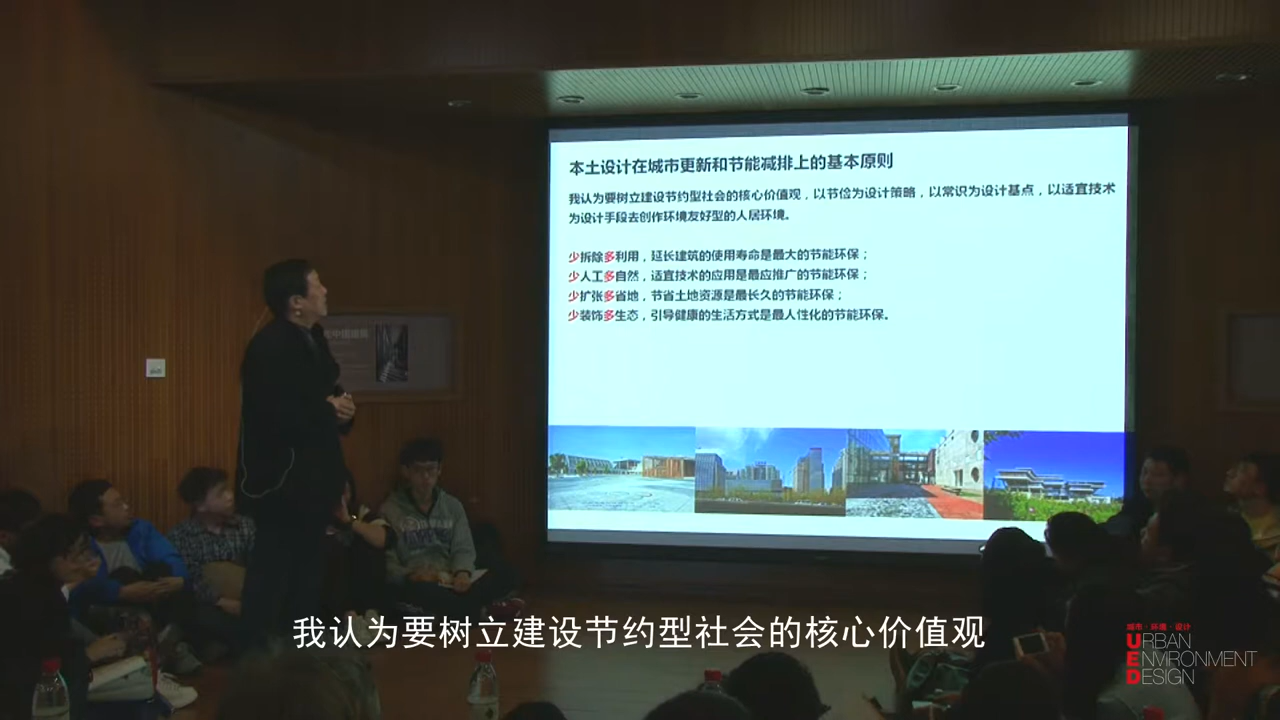 本土设计在城市更新和节能减排上的基本原则
我认为要树立建设节约型社会的核心价值观，以节俭为设计策略，以常识为设计基点，以适宜技术
为设计手段去创作环境友好型的人居环境。
少拆除多利用，延长建筑的使用寿命是最大的节能环保；
少人工多自然，适宜技术的应用是最应推广的节能环保；
少扩张多省地，节省土地资源是最长久的节能环保；
少装饰多生态，引导健康的生活方式是最人性化的节能环保。
我认为要树立建设节约型社会的核心价值观
城市·环境·设计
URBAN
ENVIRONMENT
DESIGN